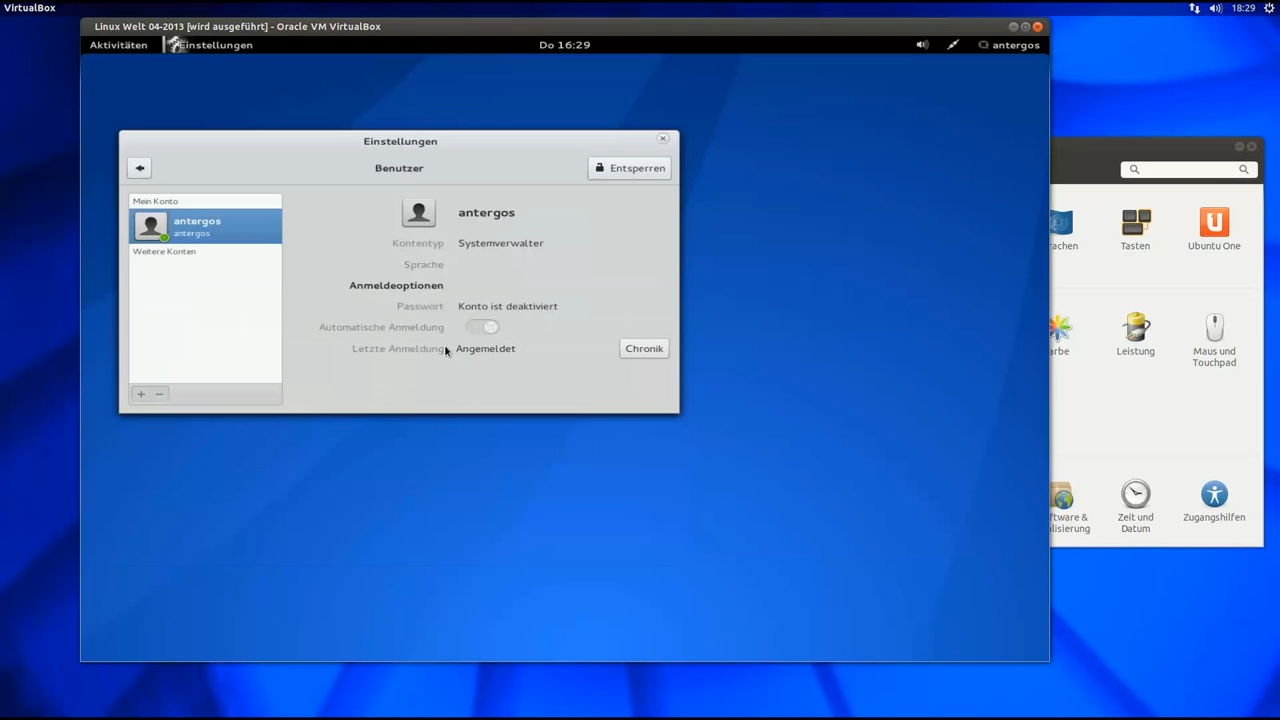 VirtualBox
18:29
Linux Welt 04-2013 [wird ausgeführt] - Oracle VM VirtualBox
Aktivitäten
Einstellungen
Do 16:29
antergos
Einstellungen
Benutzer
Entsperren
Mein Konto
antergos
antergos
Weitere Konten
antergos
Kontentyp Systemverwalter
Sprache
Anmeldeoptionen
Passwort Konto ist deaktiviert
Automatische Anmeldung
Letzte Anmeldung Angemeldet
Chronik
+ −
Tasten
Ubuntu One
Leistung
Maus und
Touchpad
Zeit und
Datum
Zugangshilfen